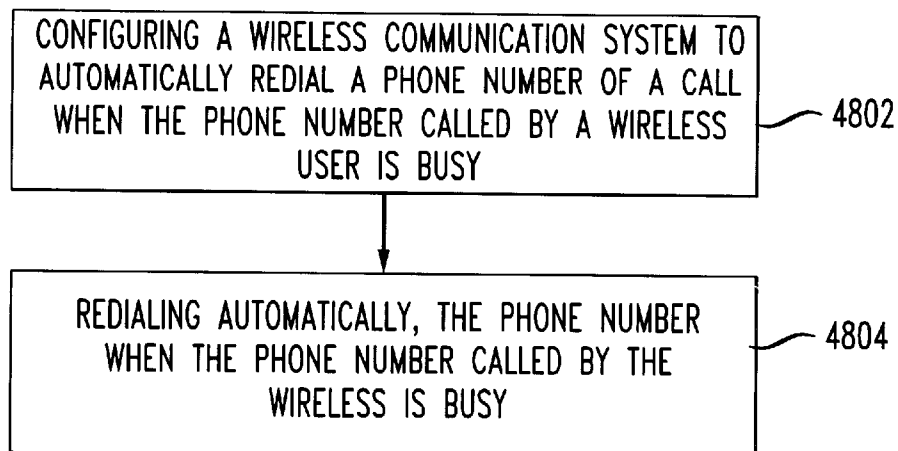 CONFIGURING A WIRELESS COMMUNICATION SYSTEM TO
AUTOMATICALLY REDIAL A PHONE NUMBER OF A CALL
WHEN THE PHONE NUMBER CALLED BY A WIRELESS
USER IS BUSY
4802
REDIALING AUTOMATICALLY, THE PHONE NUMBER
WHEN THE PHONE NUMBER CALLED BY THE
WIRELESS IS BUSY
4804